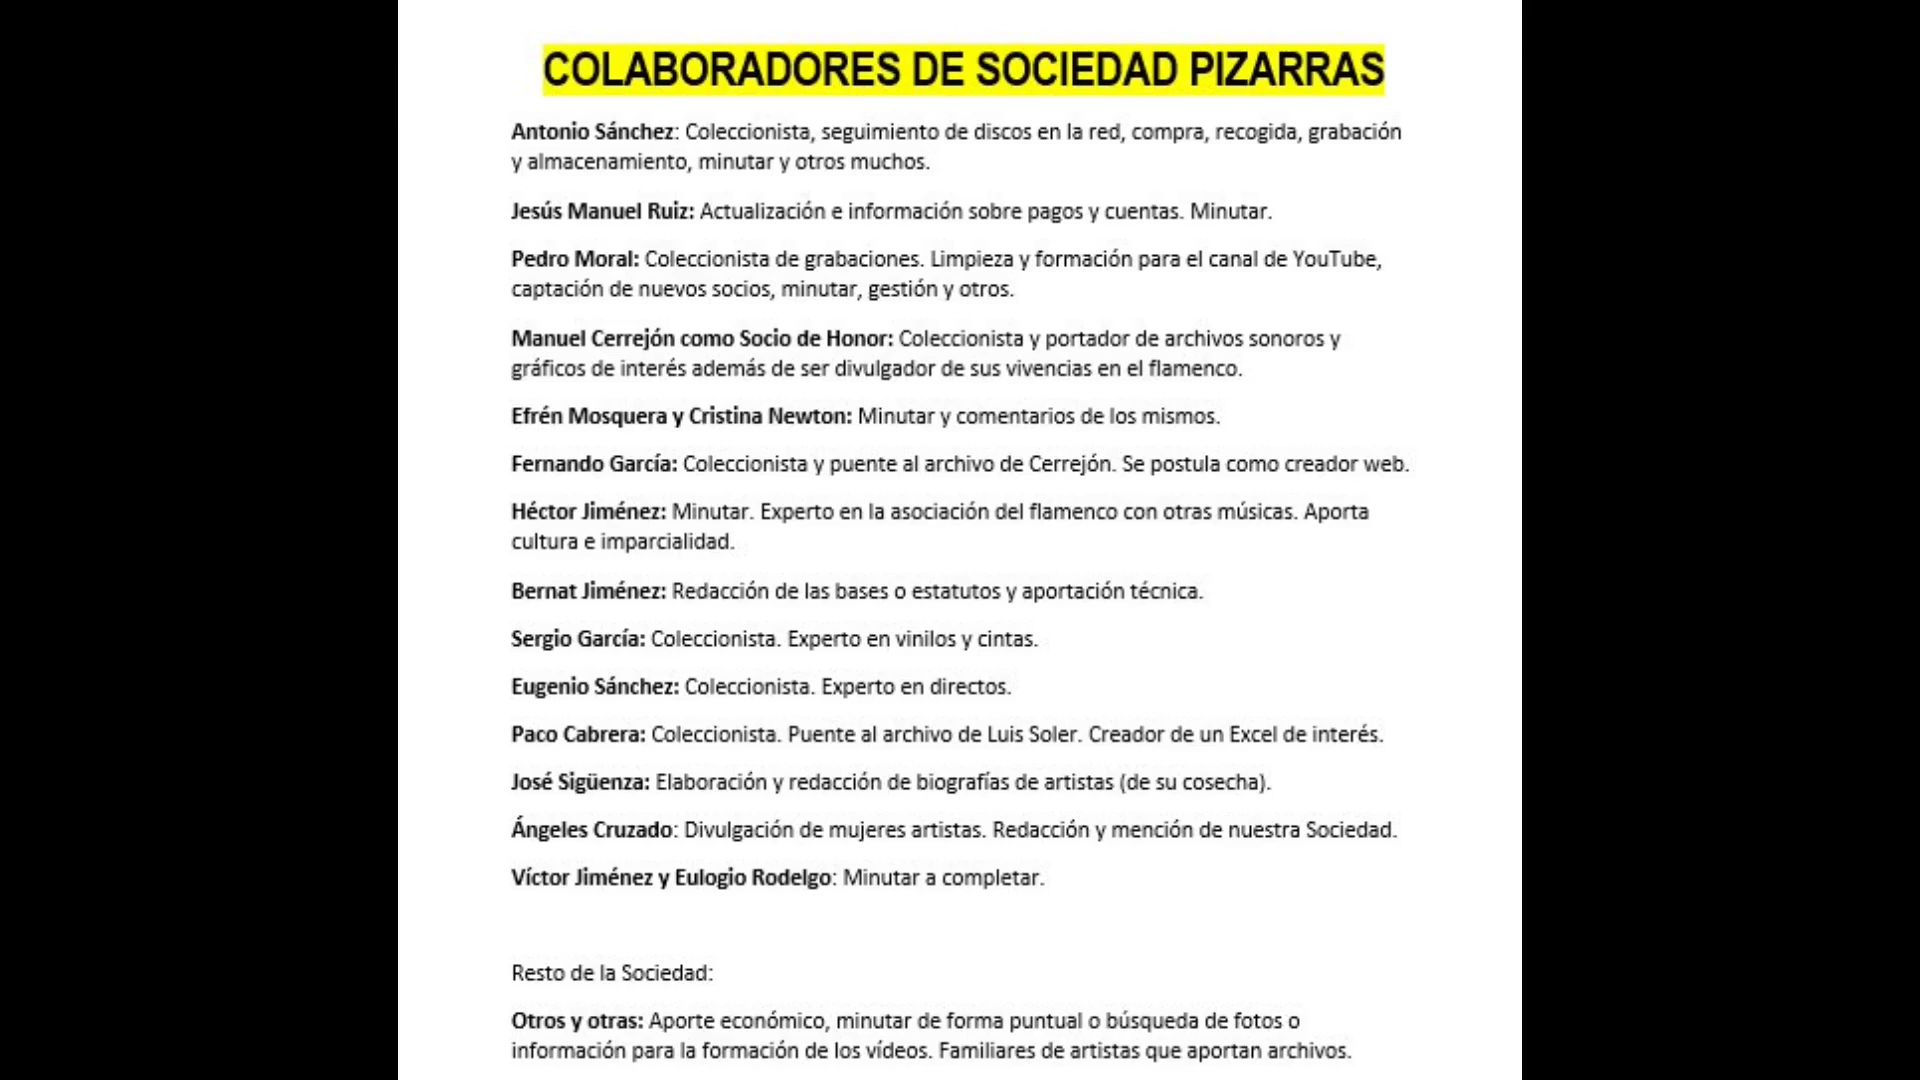 COLABORADORES DE SOCIEDAD PIZARRAS
Antonio Sánchez: Coleccionista, seguimiento de discos en la red, compra, recogida, grabación
y almacenamiento, minutar y otros muchos.
Jesús Manuel Ruiz: Actualización e información sobre pagos y cuentas. Minutar.
Pedro Moral: Coleccionista de grabaciones. Limpieza y formación para el canal de YouTube,
captación de nuevos socios, minutar, gestión y otros.
Manuel Cerrejón como Socio de Honor: Coleccionista y portador de archivos sonoros y
gráficos de interés además de ser divulgador de sus vivencias en el flamenco.
Efrén Mosquera y Cristina Newton: Minutar y comentarios de los mismos.
Fernando García: Coleccionista y puente al archivo de Cerrejón. Se postula como creador web.
Héctor Jiménez: Minutar. Experto en la asociación del flamenco con otras músicas. Aporta
cultura e imparcialidad.
Bernat Jiménez: Redacción de las bases o estatutos y aportación técnica.
Sergio García: Coleccionista. Experto en vinilos y cintas.
Eugenio Sánchez: Coleccionista. Experto en directos.
Paco Cabrera: Coleccionista. Puente al archivo de Luis Soler. Creador de un Excel de interés.
José Sigüenza: Elaboración y redacción de biografías de artistas (de su cosecha).
Ángeles Cruzado: Divulgación de mujeres artistas. Redacción y mención de nuestra Sociedad.
Víctor Jiménez y Eulogio Rodelgo: Minutar a completar.
Resto de la Sociedad:
Otros y otras: Aporte económico, minutar de forma puntual o búsqueda de fotos o
información para la formación de los vídeos. Familiares de artistas que aportan archivos.